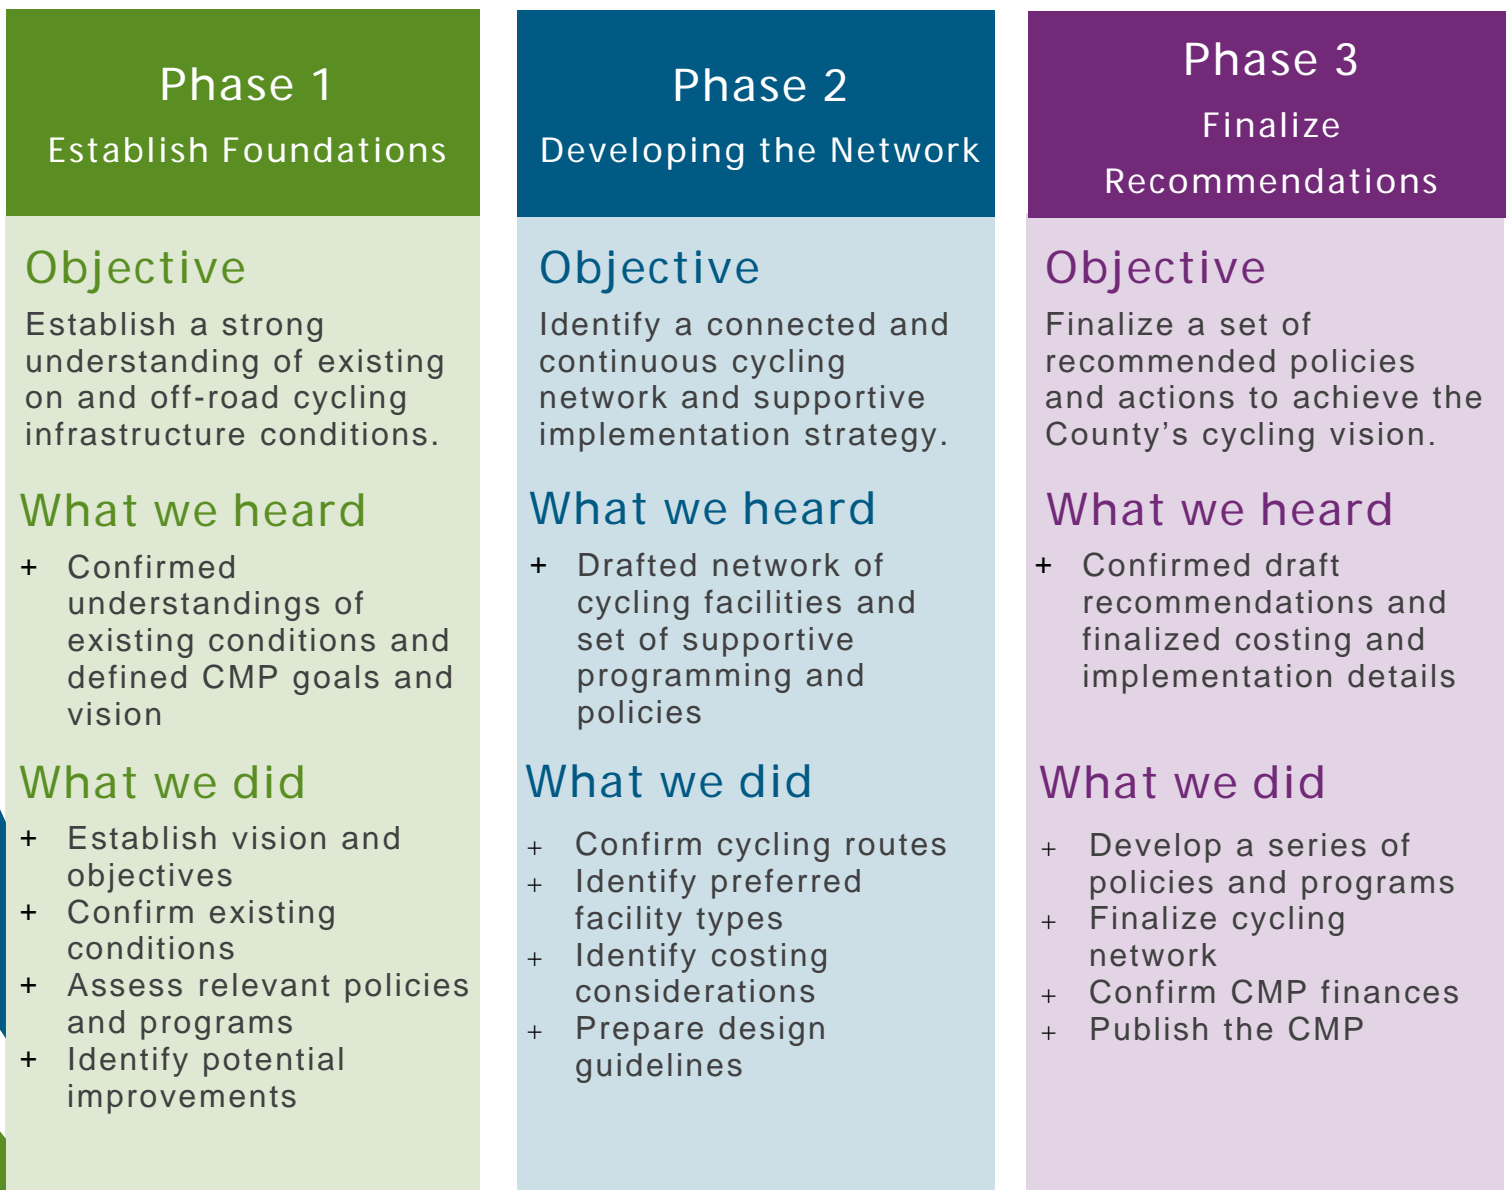 Phase 1
Establish Foundations
Objective
Establish a strong
understanding of existing
on and off-road cycling
infrastructure conditions.
What we heard
+ Confirmed
understandings of
existing conditions and
defined CMP goals and
vision
What we did
+ Establish vision and
objectives
+ Confirm existing
conditions
+ Assess relevant policies
and programs
+ Identify potential
improvements
Phase 2
Developing the Network
Objective
Identify a connected and
continuous cycling
network and supportive
implementation strategy.
What we heard
+ Drafted network of
cycling facilities and
set of supportive
programming and
policies
What we did
+ Confirm cycling routes
+ Identify preferred
facility types
+ Identify costing
considerations
+ Prepare design
guidelines
Phase 3
Finalize
Recommendations
Objective
Finalize a set of
recommended policies
and actions to achieve the
County’s cycling vision.
What we heard
+ Confirmed draft
recommendations and
finalized costing and
implementation details
What we did
+ Develop a series of
policies and programs
+ Finalize cycling
network
+ Confirm CMP finances
+ Publish the CMP